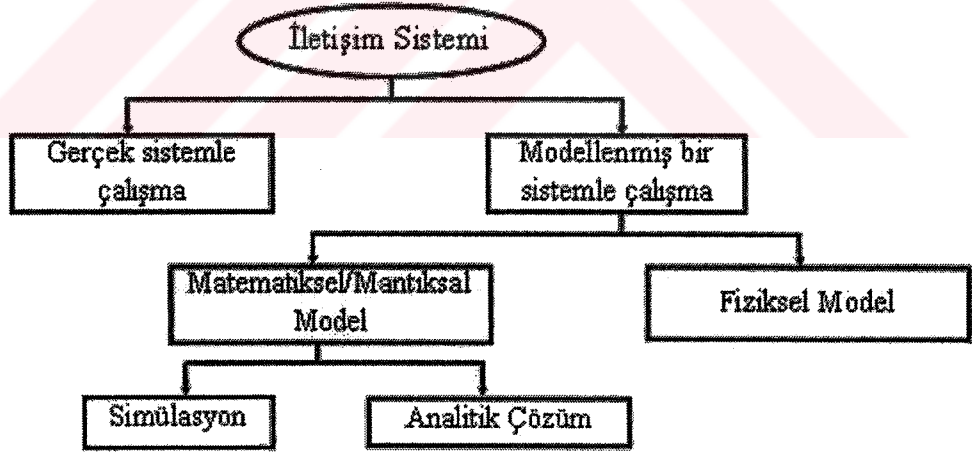 İletişim Sistemi
Gerçek sistemle
çalışma
Modellenmiş bir
sistemle çalışma
Matematiksel/Mantıksal
Model
Fiziksel Model
Simülasyon
Analitik Çözüm